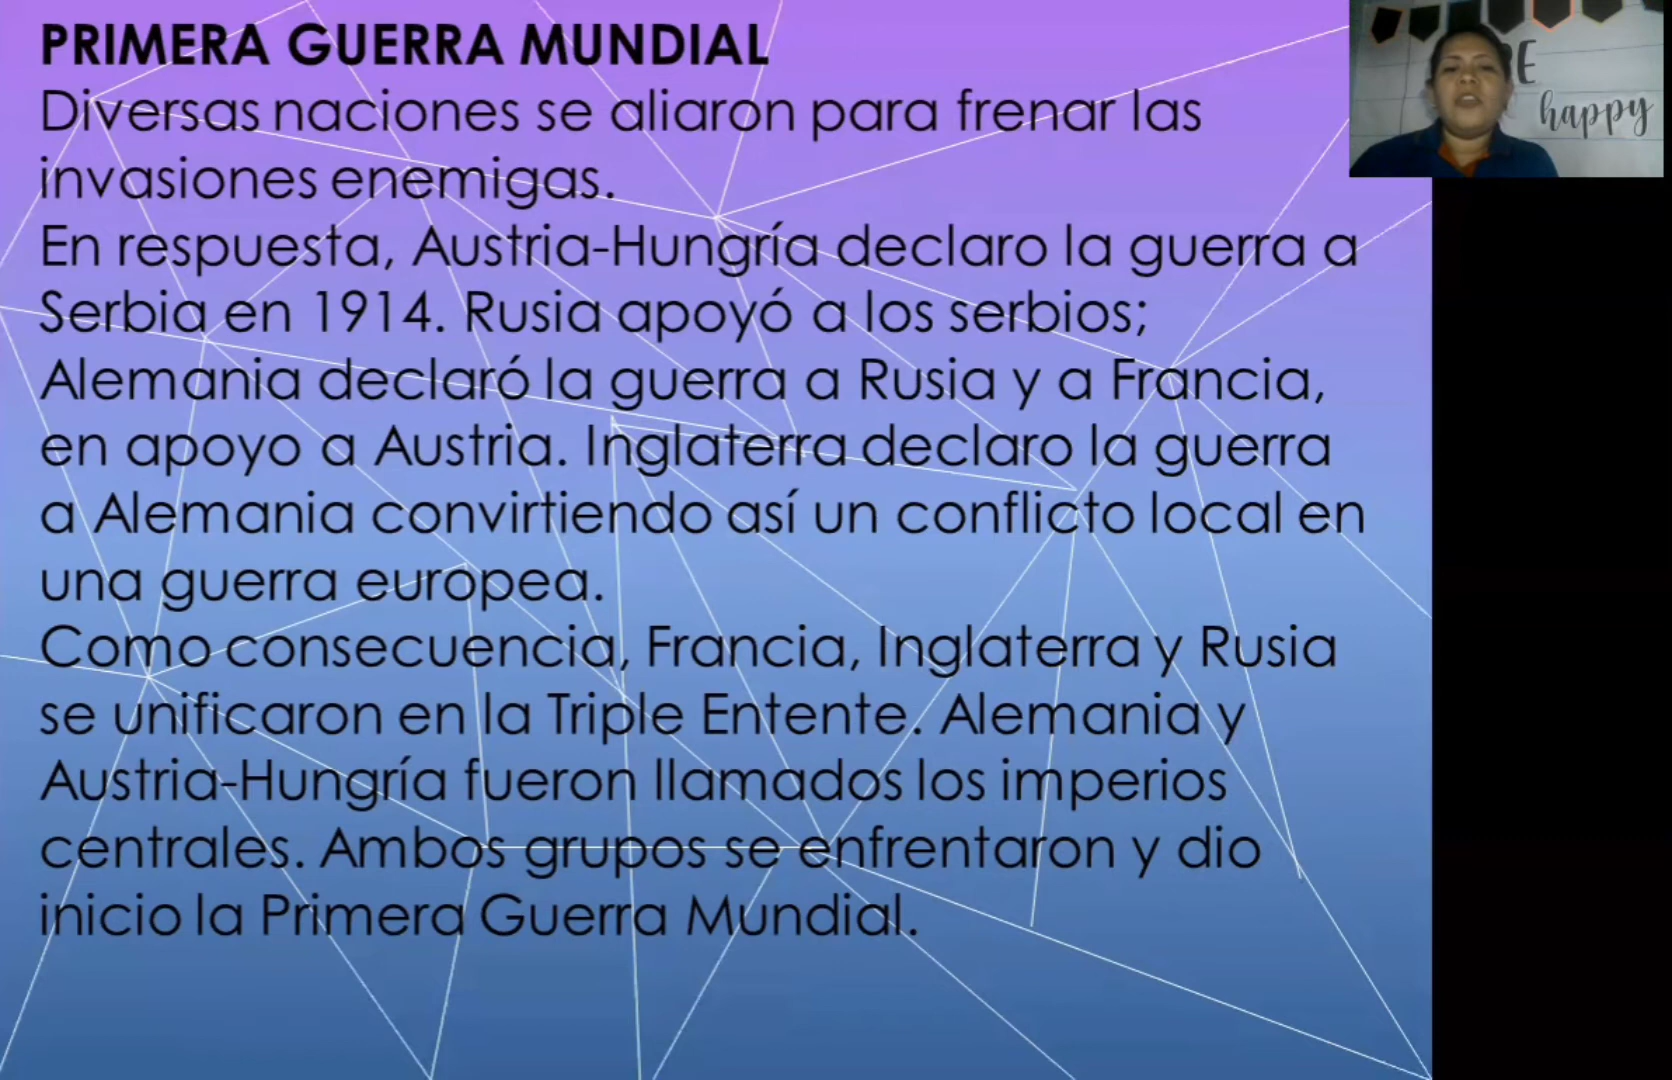 PRIMERA GUERRA MUNDIAL
Diversas naciones se aliaron para frenar las
invasiones enemigas.
En respuesta, Austria-Hungría declaro la guerra a
Serbia en 1914. Rusia apoyó a los serbios;
Alemania declaró la guerra a Rusia y a Francia,
en apoyo a Austria. Inglaterra declaro la guerra
a Alemania convirtiendo así un conflicto local en
una guerra europea.
Como consecuencia, Francia, Inglaterra y Rusia
se unificaron en la Triple Entente. Alemania y
Austria-Hungría fueron llamados los imperios
centrales. Ambos grupos se enfrentaron y dio
inicio la Primera Guerra Mundial.
happy